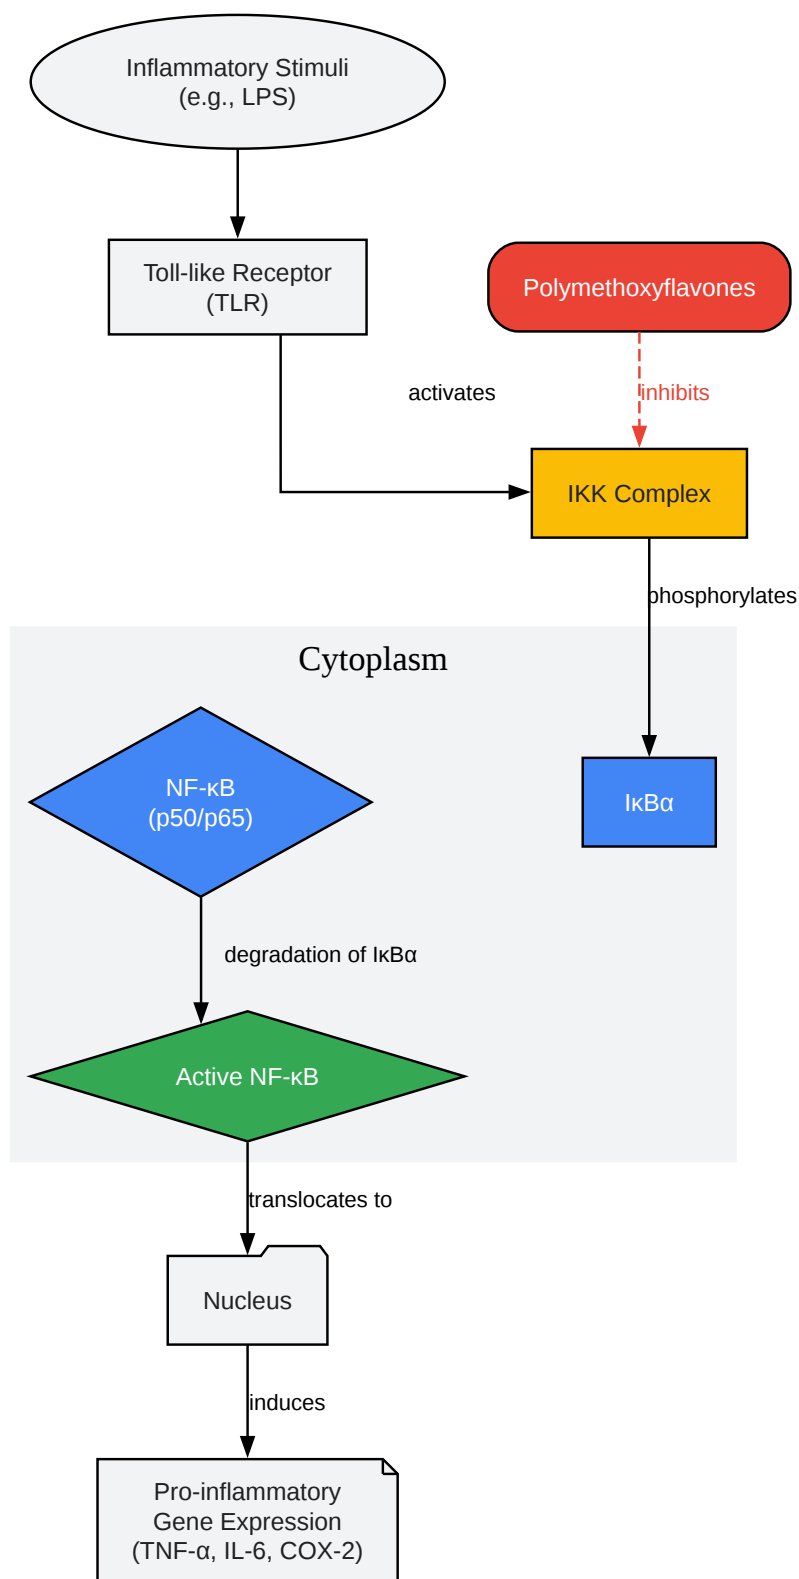 Inflammatory Stimuli
(e.g., LPS)
Toll-like Receptor
(TLR)
Polymethoxyflavones
activates
inhibits
IKK Complex
phosphorylates
Cytoplasm
NF-κB
(p50/p65)
IκBα
degradation of IκBα
Active NF-κB
translocates to
Nucleus
induces
Pro-inflammatory
Gene Expression
(TNF-α, IL-6, COX-2)